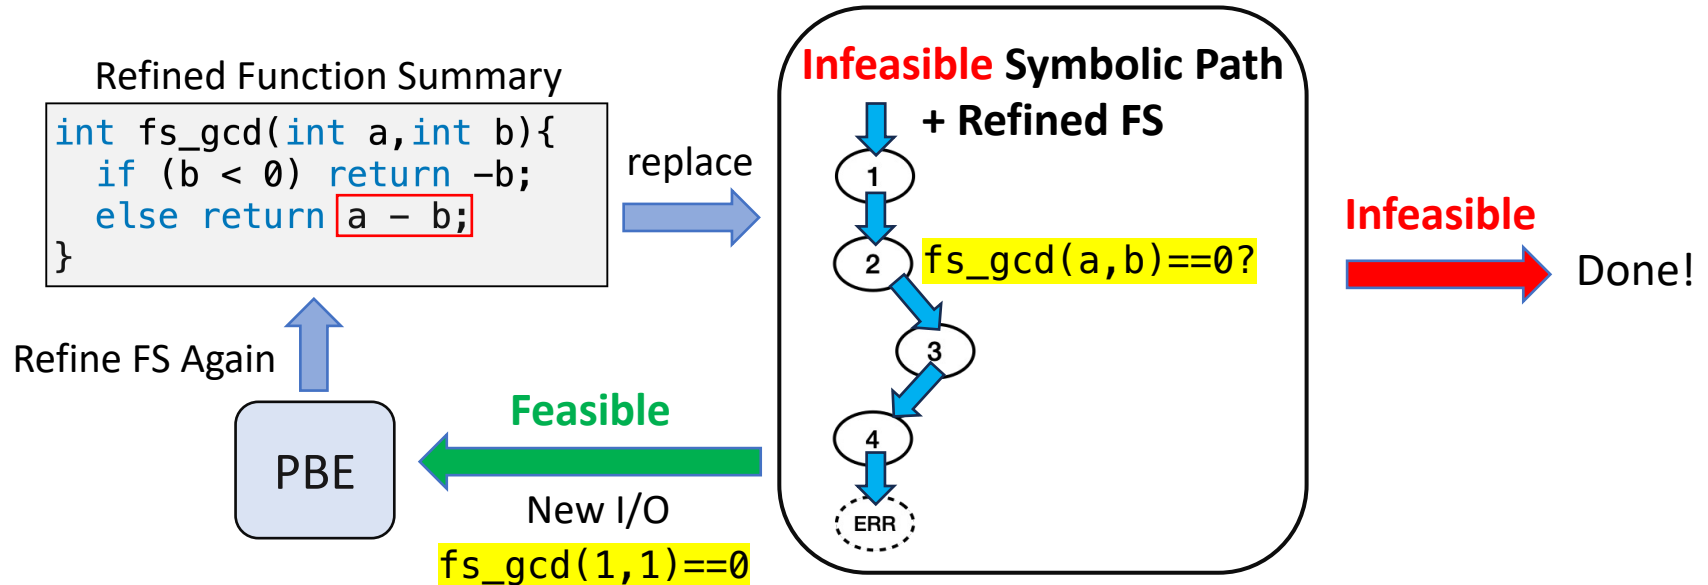 Refined Function Summary
int fs_gcd(int a,int b){
if (b < 0) return -b;
else return a - b;
}
replace
Refine FS Again
PBE
Feasible
New I/O
fs_gcd(1,1)==0
Infeasible Symbolic Path
+ Refined FS
1
2
fs_gcd(a,b)==0?
3
4
ERR
Infeasible
Done!